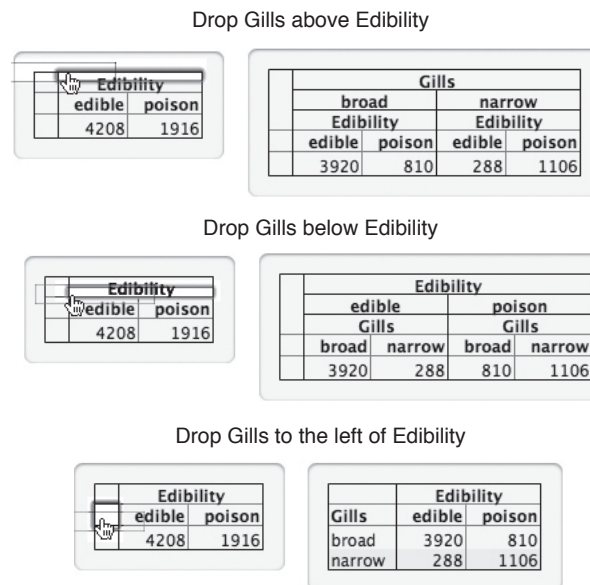 Drop Gills above Edibility
Edibility
edible poison
4208 1916
Gills
broad narrow
Edibility Edibility
edible poison edible poison
3920 810 288 1106
Drop Gills below Edibility
Edibility
edible poison
4208 1916
Edibility
edible poison
Gills Gills
broad narrow broad narrow
3920 288 810 1106
Drop Gills to the left of Edibility
Edibility
edible poison
4208 1916
Edibility
Gills edible poison
broad 3920 810
narrow 288 1106